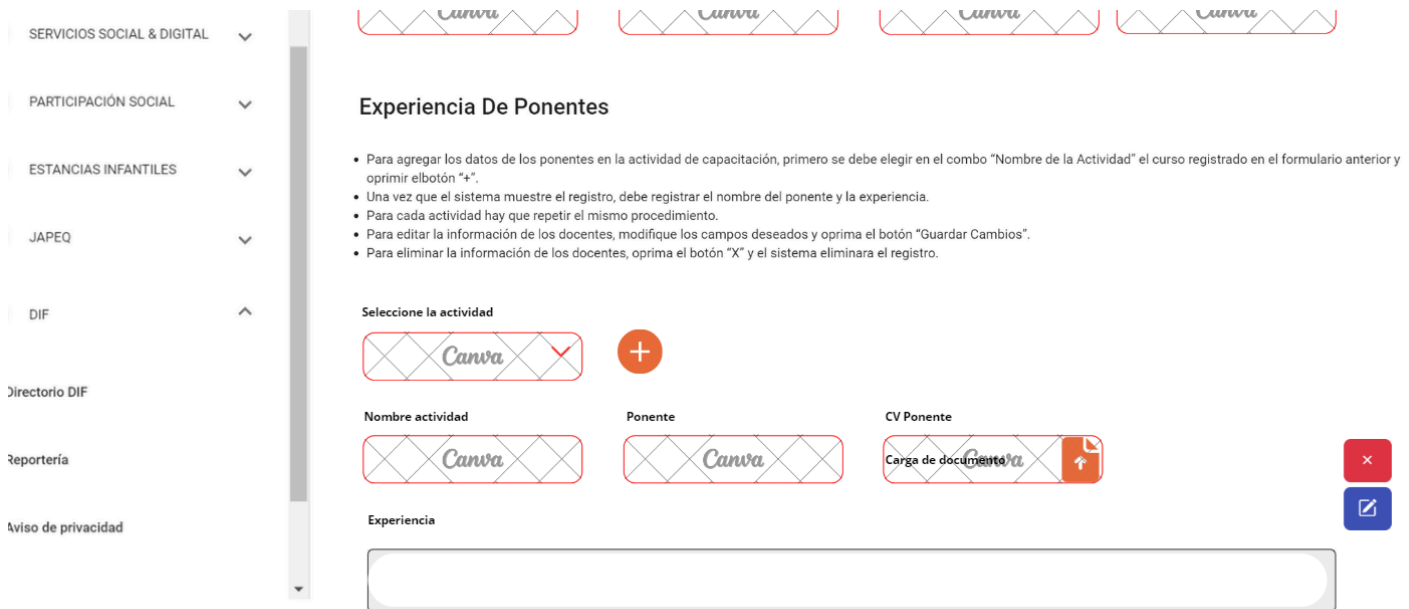 Canva Canva Canva Canva
SERVICIOS SOCIAL & DIGITAL
PARTICIPACIÓN SOCIAL
ESTANCIAS INFANTILES
JAPEQ
DIF
Directorio DIF
Reportería
Aviso de privacidad
Experiencia De Ponentes
• Para agregar los datos de los ponentes en la actividad de capacitación, primero se debe elegir en el combo “Nombre de la Actividad” el curso registrado en el formulario anterior y
oprimir elbotón “+”.
• Una vez que el sistema muestre el registro, debe registrar el nombre del ponente y la experiencia.
• Para cada actividad hay que repetir el mismo procedimiento.
• Para editar la información de los docentes, modifique los campos deseados y oprima el botón “Guardar Cambios”.
• Para eliminar la información de los docentes, oprima el botón “X” y el sistema eliminara el registro.
Seleccione la actividad
Canva
Nombre actividad Ponente CV Ponente
Canva Canva Carga de documento Canva
Experiencia